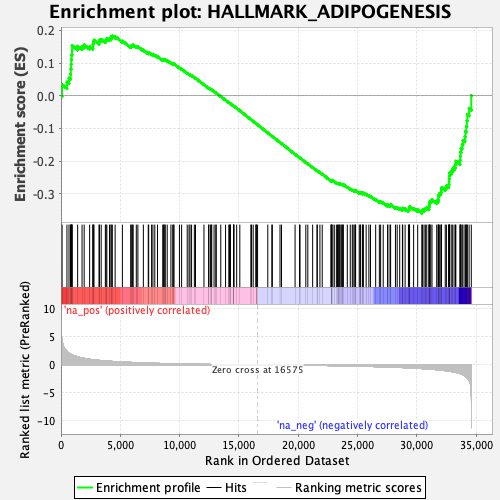 Enrichment plot: HALLMARK_ADIPOGENESIS
Enrichment score (ES)
0.2
0.1
0.0
-0.1
-0.2
-0.3
'na_pos' (positively correlated)
Ranked list metric (PreRanked)
10
5
0
-5
-10
Zero cross at 16575
'na_neg' (negatively correlated)
0
5,000
10,000
15,000
20,000
25,000
30,000
35,000
Rank in Ordered Dataset
Enrichment profile
Hits
Ranking metric scores